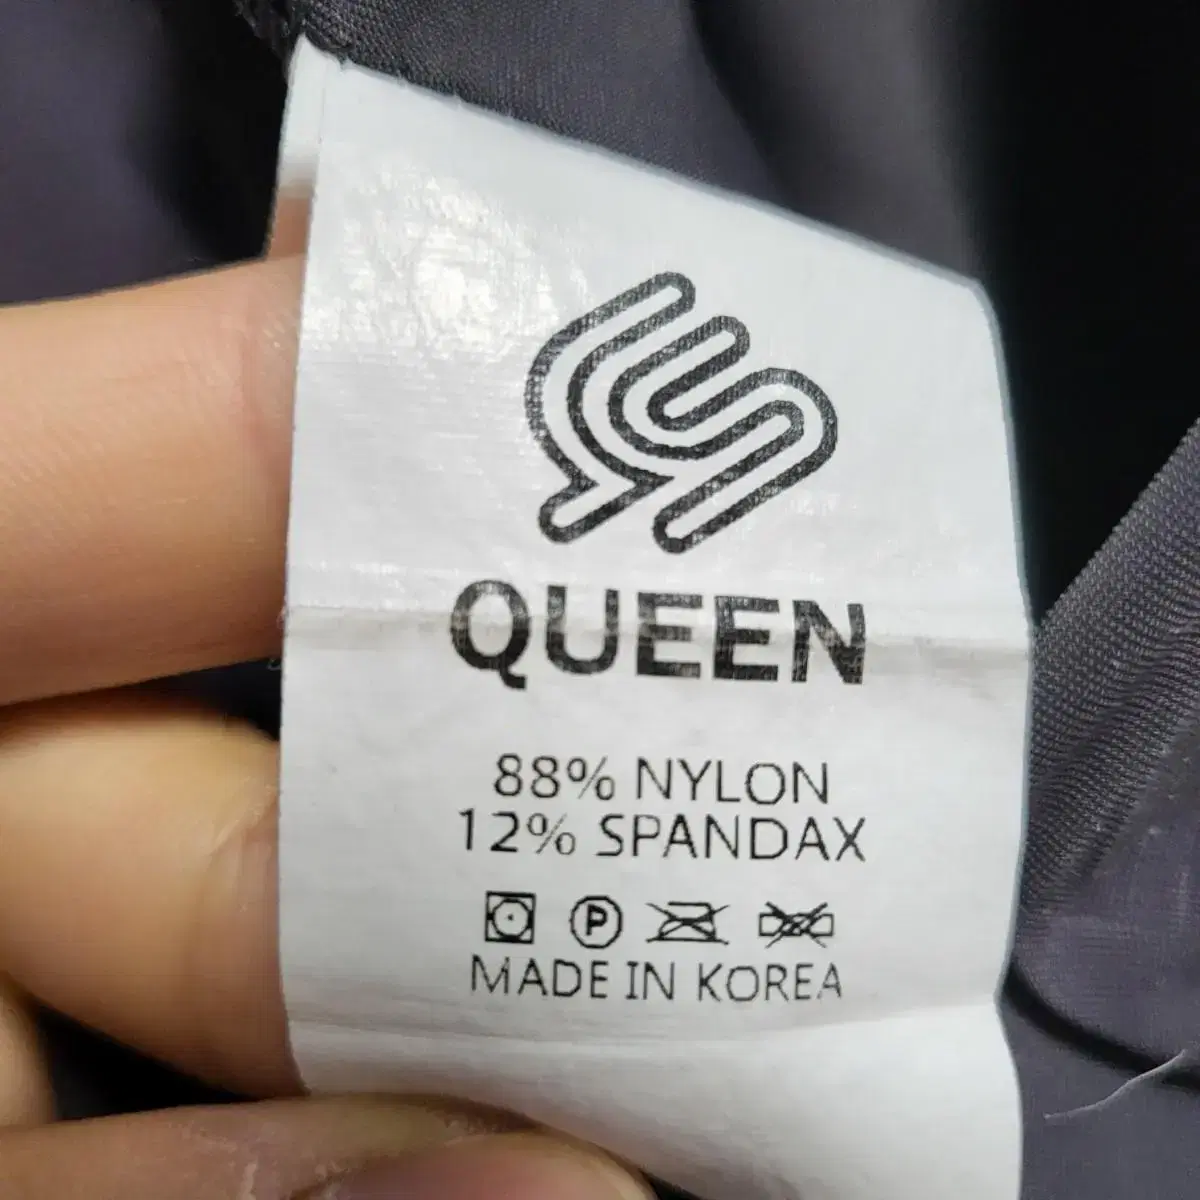 QUEEN
88% NYLON
12% SPANDAX
P
MADE IN KOREA